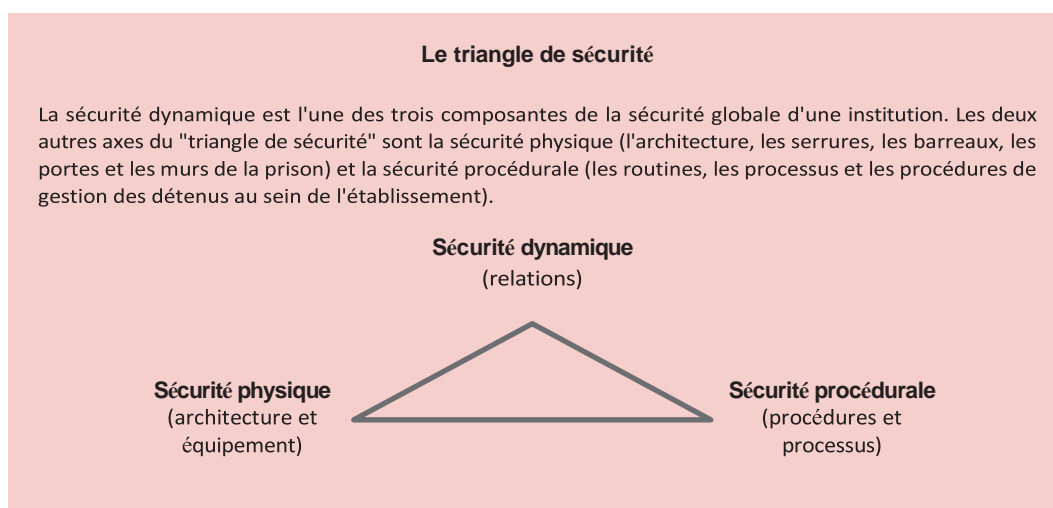 Le triangle de sécurité
La sécurité dynamique est l'une des trois composantes de la sécurité globale d'une institution. Les deux
autres axes du "triangle de sécurité" sont la sécurité physique (l'architecture, les serrures, les barreaux, les
portes et les murs de la prison) et la sécurité procédurale (les routines, les processus et les procédures de
gestion des détenus au sein de l'établissement).
Sécurité dynamique
(relations)
Sécurité physique
(architecture et
équipement)
Sécurité procédurale
(procédures et
processus)